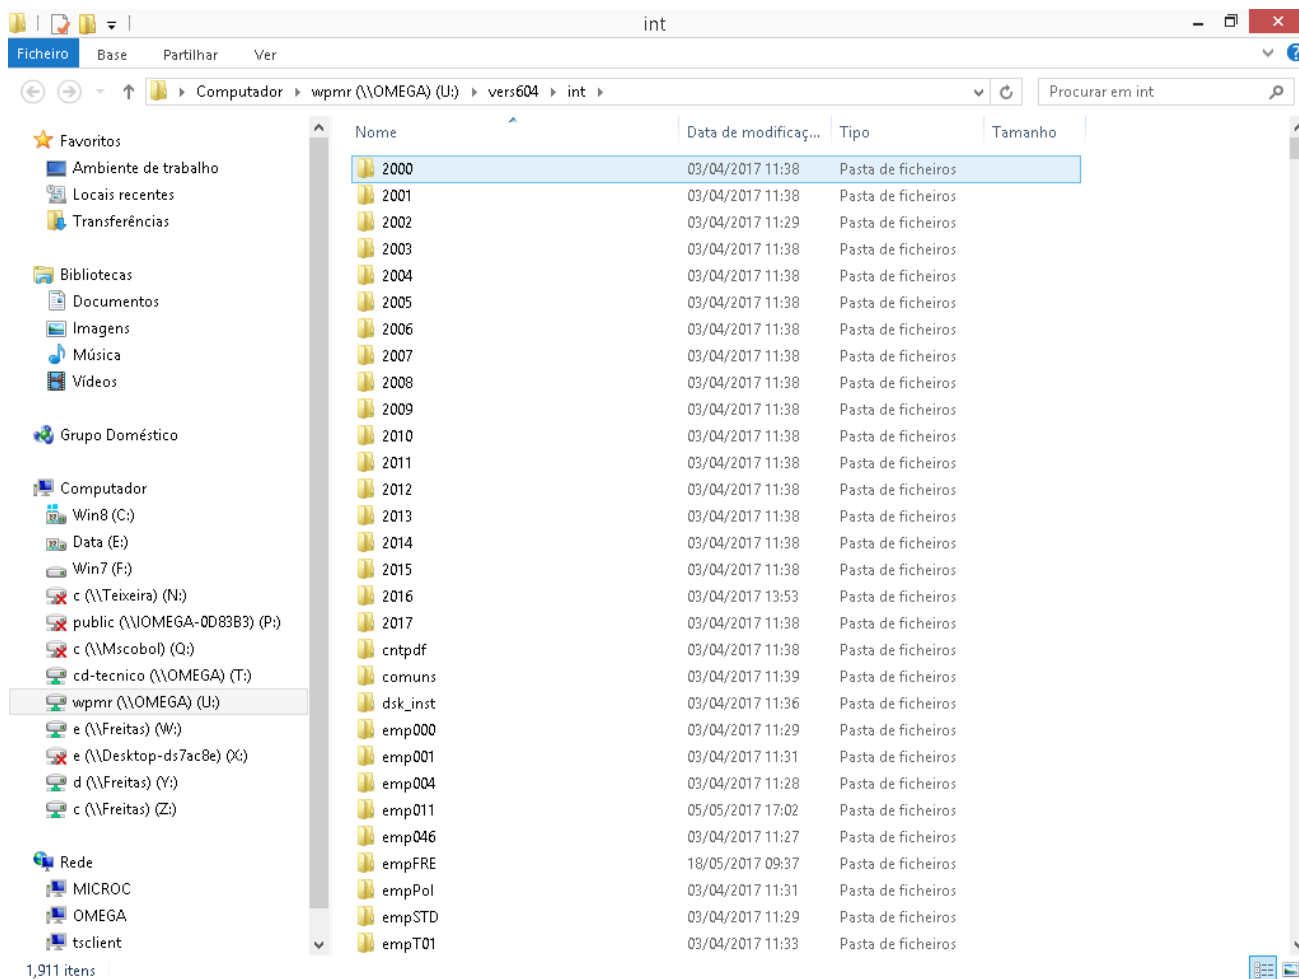 int
Ficheiro Base Partilhar Ver
Computador wpmr (\\OMEGA) (U:) vers604 int
Procurar em int
Favoritos
Ambiente de trabalho
Locais recentes
Transferências
Bibliotecas
Documentos
Imagens
Música
Vídeos
Grupo Doméstico
Computador
Win8 (C:)
Data (E:)
Win7 (F:)
c (\\Teixeira) (N:)
public (\\IOMEGA-0D83B3) (P:)
c (\\Mscobol) (Q:)
cd-tecnico (\\OMEGA) (T:)
wpmr (\\OMEGA) (U:)
e (\\Freitas) (W:)
e (\\Desktop-ds7ac8e) (X:)
d (\\Freitas) (Y:)
c (\\Freitas) (Z:)
Rede
MICROC
OMEGA
tsclient
Nome Data de modificaç... Tipo Tamanho
2000 03/04/2017 11:38 Pasta de ficheiros
2001 03/04/2017 11:38 Pasta de ficheiros
2002 03/04/2017 11:29 Pasta de ficheiros
2003 03/04/2017 11:38 Pasta de ficheiros
2004 03/04/2017 11:38 Pasta de ficheiros
2005 03/04/2017 11:38 Pasta de ficheiros
2006 03/04/2017 11:38 Pasta de ficheiros
2007 03/04/2017 11:38 Pasta de ficheiros
2008 03/04/2017 11:38 Pasta de ficheiros
2009 03/04/2017 11:38 Pasta de ficheiros
2010 03/04/2017 11:38 Pasta de ficheiros
2011 03/04/2017 11:38 Pasta de ficheiros
2012 03/04/2017 11:38 Pasta de ficheiros
2013 03/04/2017 11:38 Pasta de ficheiros
2014 03/04/2017 11:38 Pasta de ficheiros
2015 03/04/2017 11:38 Pasta de ficheiros
2016 03/04/2017 13:53 Pasta de ficheiros
2017 03/04/2017 11:38 Pasta de ficheiros
cntpdf 03/04/2017 11:38 Pasta de ficheiros
comuns 03/04/2017 11:39 Pasta de ficheiros
dsk_inst 03/04/2017 11:36 Pasta de ficheiros
emp000 03/04/2017 11:29 Pasta de ficheiros
emp001 03/04/2017 11:31 Pasta de ficheiros
emp004 03/04/2017 11:28 Pasta de ficheiros
emp011 05/05/2017 17:02 Pasta de ficheiros
emp046 03/04/2017 11:27 Pasta de ficheiros
empFRE 18/05/2017 09:37 Pasta de ficheiros
empPol 03/04/2017 11:31 Pasta de ficheiros
empSTD 03/04/2017 11:29 Pasta de ficheiros
empT01 03/04/2017 11:33 Pasta de ficheiros
1,911 itens